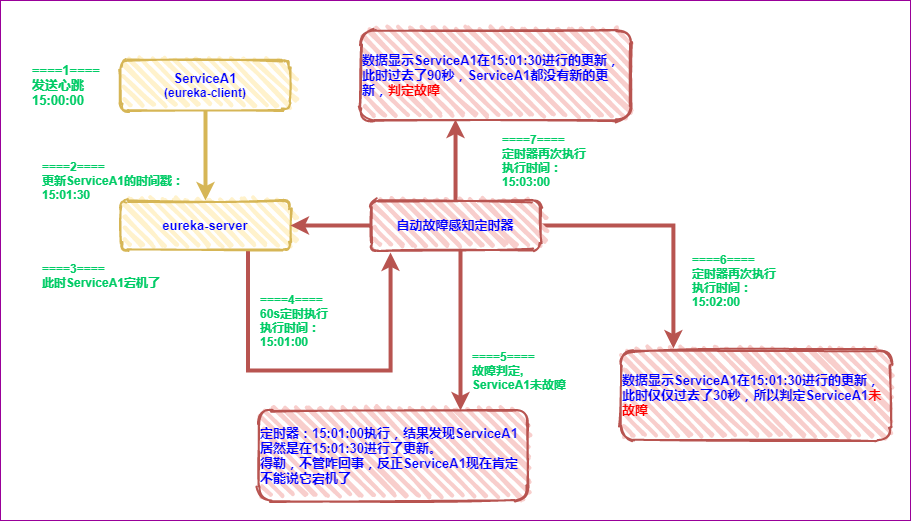 ====1====
发送心跳
15:00:00
ServiceA1
(eureka-client)
数据显示ServiceA1在15:01:30进行的更新，
此时过去了90秒，ServiceA1都没有新的更
新，判定故障
====7====
定时器再次执行
执行时间：
15:03:00
====2====
更新ServiceA1的时间戳：
15:01:30
eureka-server
自动故障感知定时器
====3====
此时ServiceA1宕机了
====6====
定时器再次执行
执行时间：
15:02:00
====4====
60s定时执行
执行时间：
15:01:00
====5====
故障判定,
ServiceA1未故障
数据显示ServiceA1在15:01:30进行的更新，
此时仅仅过去了30秒，所以判定ServiceA1未
故障
定时器：15:01:00执行，结果发现ServiceA1
居然是在15:01:30进行了更新。
得勒，不管咋回事，反正ServiceA1现在肯定
不能说它宕机了